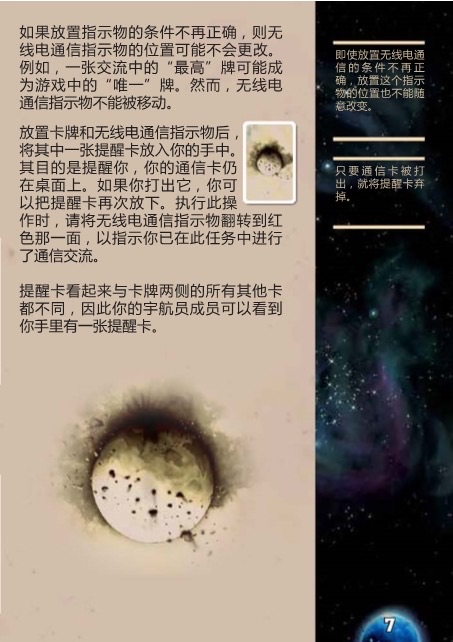 如果放置指示物的条件不再正确，则无
线电通信指示物的位置可能不会更改。
例如，一张交流中的“最高”牌可能成
为游戏中的“唯一”牌。然而，无线电
通信指示物不能被移动。
放置卡牌和无线电通信指示物后，
将其中一张提醒卡放入你的手中。
其目的是提醒你，你的通信卡仍
在桌面上。如果你打出它，你可
以把提醒卡再次放下。执行此操
作时，请将无线电通信指示物翻转到红
色那一面，以指示你已在此任务中进行
了通信交流。
提醒卡看起来与卡牌两侧的所有其他卡
都不同，因此你的宇航员成员可以看到
你手里有一张提醒卡。
即使放置无线电通
信的条件不再正
确，放置这个指示
物的位置也不能随
意改变。
只要通信卡被打
出，就将提醒卡弃
掉。
7